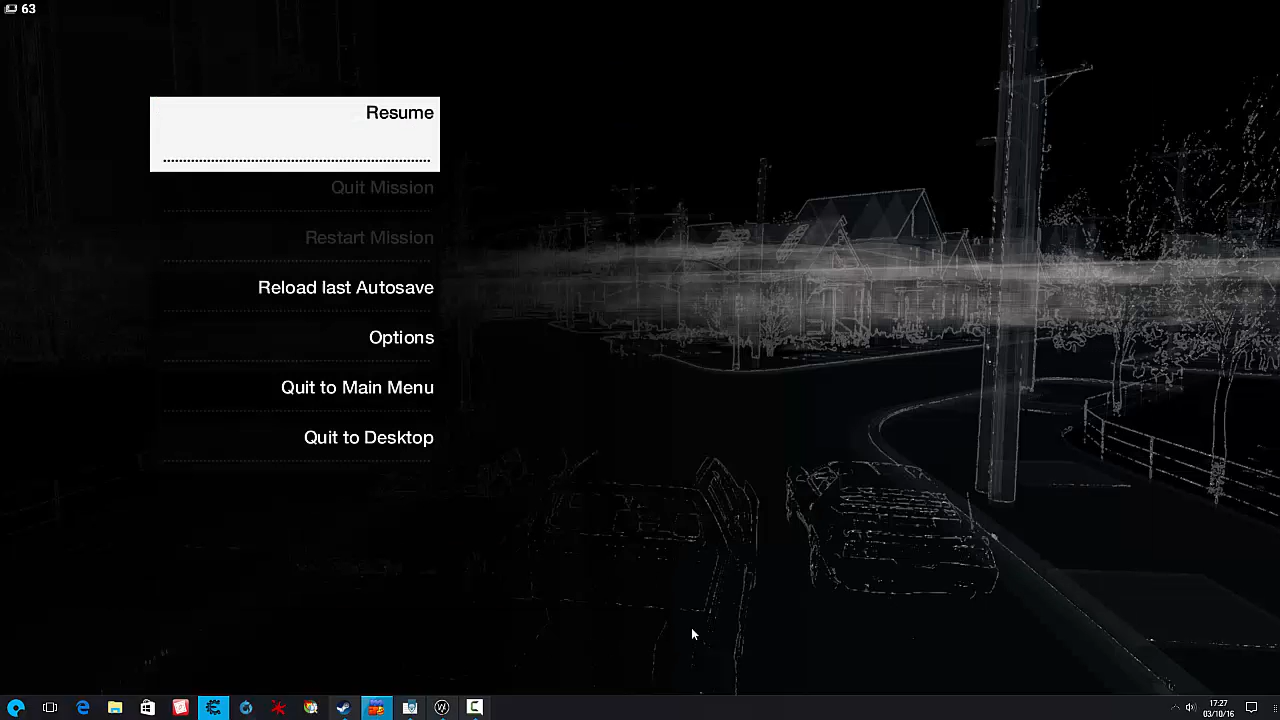 63
Resume
Quit Mission
Restart Mission
Reload last Autosave
Options
Quit to Main Menu
Quit to Desktop
17:27
03/10/16